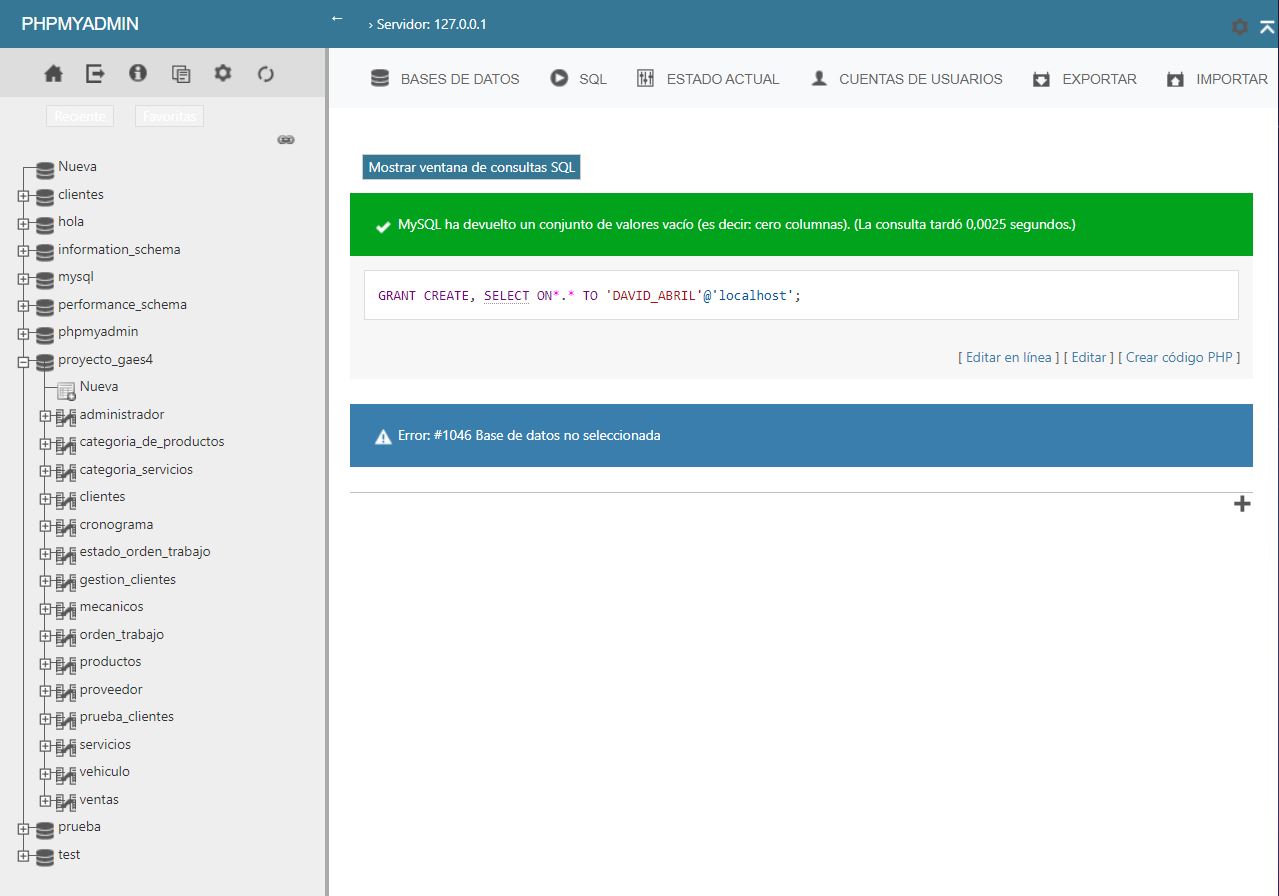 PHPMYADMIN
←
› Servidor: 127.0.0.1
BASES DE DATOS
SQL
ESTADO ACTUAL
CUENTAS DE USUARIOS
EXPORTAR
IMPORTAR
Reciente
Favoritas
Nueva
clientes
hola
information_schema
mysql
performance_schema
phpmyadmin
proyecto_gaes4
Nueva
administrador
categoria_de_productos
categoria_servicios
clientes
cronograma
estado_orden_trabajo
gestion_clientes
mecanicos
orden_trabajo
productos
proveedor
prueba_clientes
servicios
vehiculo
ventas
prueba
test
Mostrar ventana de consultas SQL
MySQL ha devuelto un conjunto de valores vacío (es decir: cero columnas). (La consulta tardó 0,0025 segundos.)
GRANT CREATE, SELECT ON*.* TO 'DAVID_ABRIL'@'localhost';
[ Editar en línea ] [ Editar ] [ Crear código PHP ]
Error: #1046 Base de datos no seleccionada